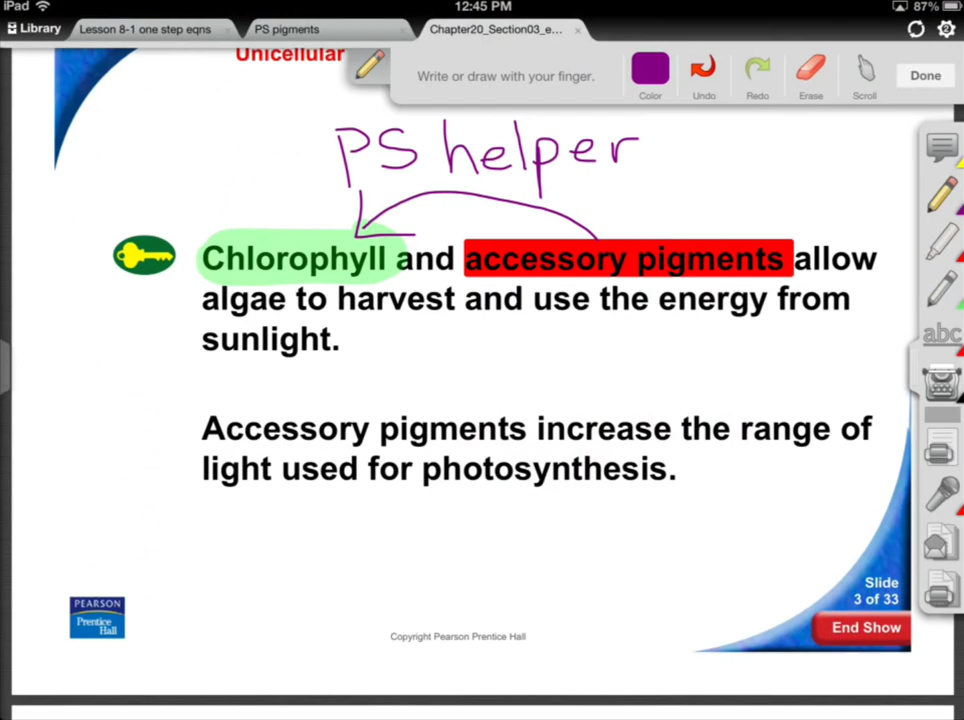 iPad 12:45 PM 87%
Library Lesson 8-1 one step eqns PS pigments Chapter20_Section03_e...
2
Unicellular
Write or draw with your finger. Color Undo Redo Erase Scroll Done
PS helper
Chlorophyll and accessory pigments allow
algae to harvest and use the energy from
sunlight.
abc
Accessory pigments increase the range of
light used for photosynthesis.
Slide
3 of 33
End Show
PEARSON
Prentice
Hall
Copyright Pearson Prentice Hall